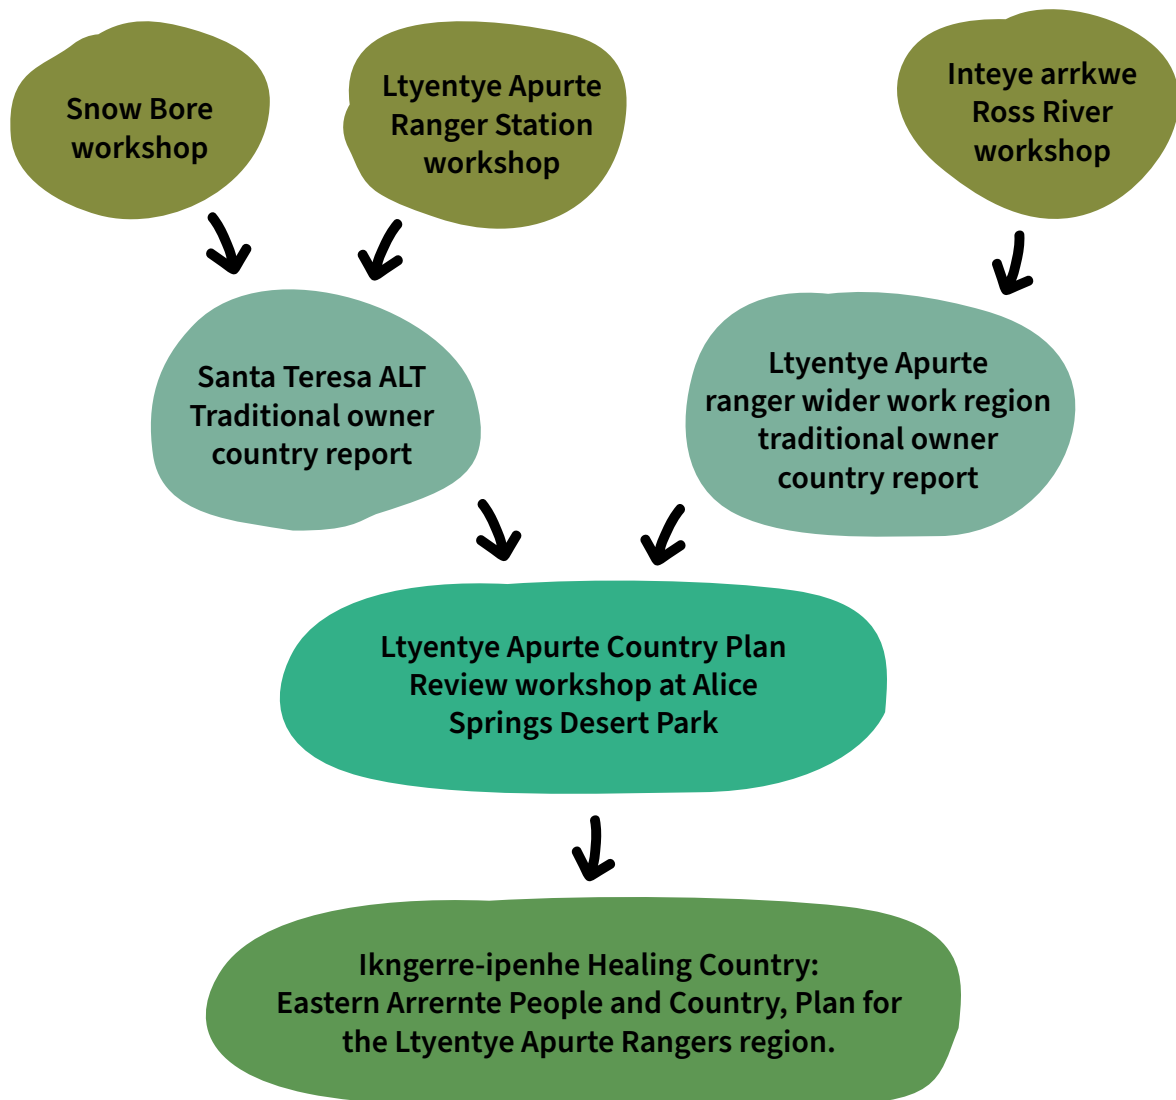 Snow Bore
workshop
Ltyentye Apurte
Ranger Station
workshop
Inteye arrkwe
Ross River
workshop
Santa Teresa ALT
Traditional owner
country report
Ltyentye Apurte
ranger wider work region
traditional owner
country report
Ltyentye Apurte Country Plan
Review workshop at Alice
Springs Desert Park
Ikngerre-ipenhe Healing Country:
Eastern Arrernte People and Country, Plan for
the Ltyentye Apurte Rangers region.